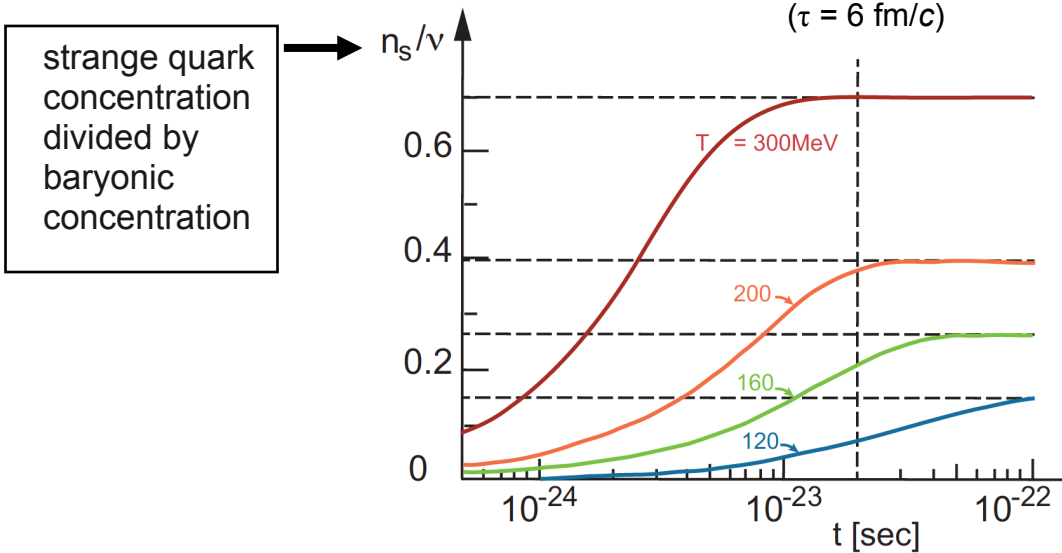 strange quark
concentration
divided by
baryonic
concentration
n_s/ν
(τ = 6 fm/c)
0.6
T = 300MeV
0.4
200
0.2
160
120
0
10^-24
10^-23
10^-22
t [sec]